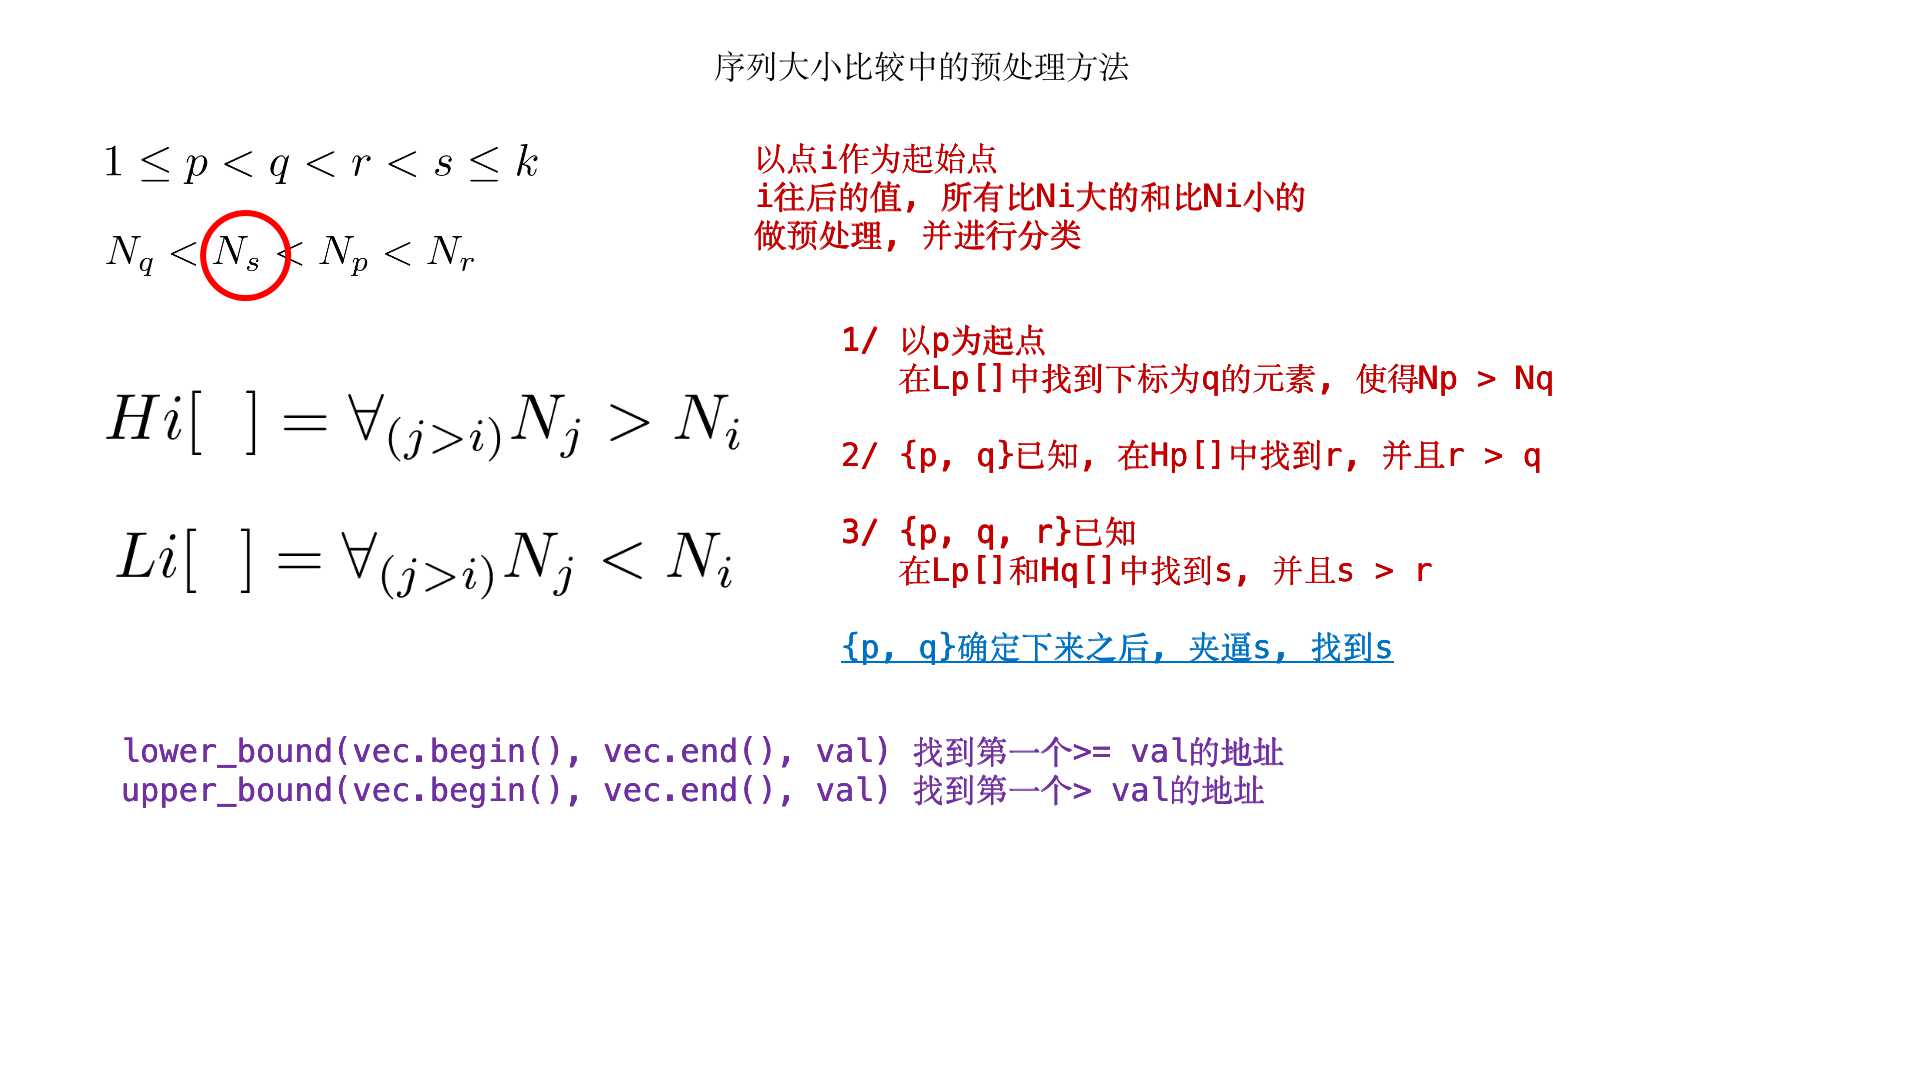 序列大小比较中的预处理方法
1 ≤ p < q < r < s ≤ k
N_q < N_s < N_p < N_r
以点i作为起始点
i往后的值, 所有比Ni大的和比Ni小的
做预处理, 并进行分类
Hi[ ] = ∀_(j>i) N_j > N_i
Li[ ] = ∀_(j>i) N_j < N_i
1/ 以p为起点
在Lp[]中找到下标为q的元素, 使得Np > Nq
2/ {p, q}已知, 在Hp[]中找到r, 并且r > q
3/ {p, q, r}已知
在Lp[]和Hq[]中找到s, 并且s > r
{p, q}确定下来之后, 夹逼s, 找到s
lower_bound(vec.begin(), vec.end(), val) 找到第一个>= val的地址
upper_bound(vec.begin(), vec.end(), val) 找到第一个> val的地址